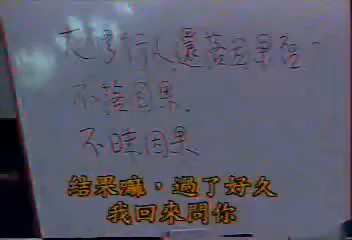 大修行人還落因果否
不落因果
不昧因果
結果嘛，過了好久
我回來問你